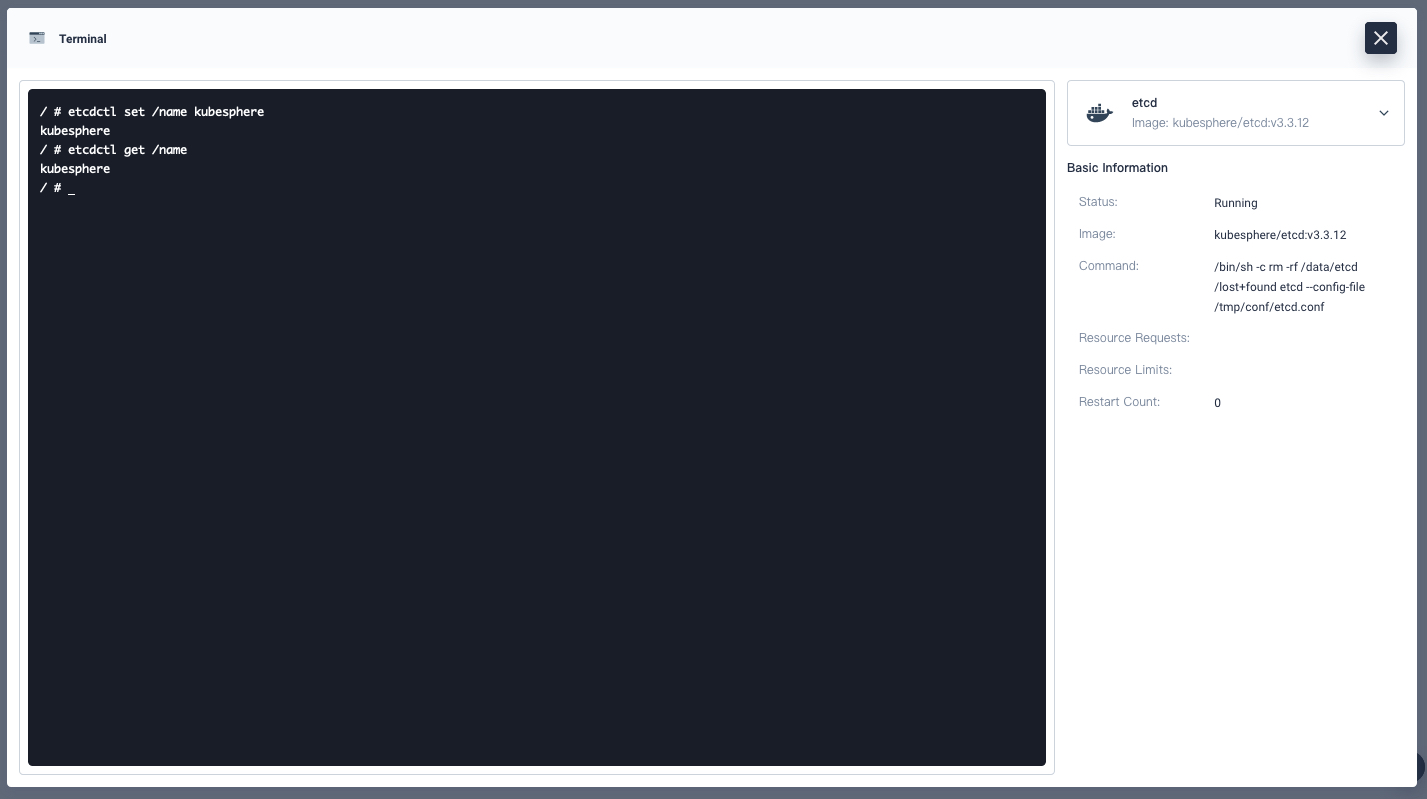 Terminal
/ # etcdctl set /name kubesphere
kubesphere
/ # etcdctl get /name
kubesphere
/ # _
etcd
Image: kubesphere/etcd:v3.3.12
Basic Information
Status: Running
Image: kubesphere/etcd:v3.3.12
Command: /bin/sh -c rm -rf /data/etcd
/lost+found etcd --config-file
/tmp/conf/etcd.conf
Resource Requests:
Resource Limits:
Restart Count: 0